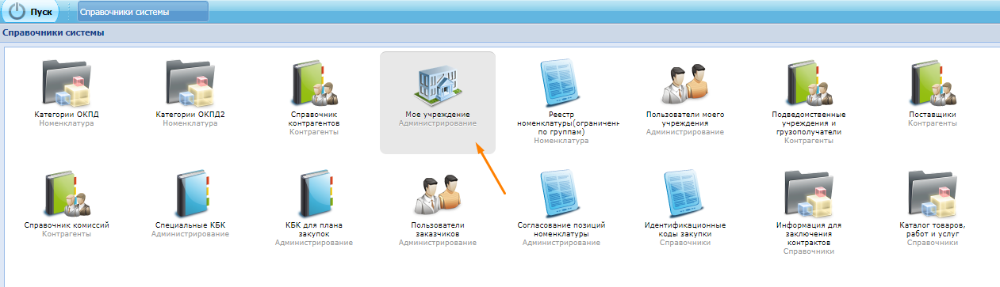 Пуск
Справочники системы
Справочники системы
Категории ОКПД
Номенклатура
Категории ОКПД2
Номенклатура
Справочник
контрагентов
Контрагенты
Мое учреждение
Администрирование
Реестр
номенклатуры(ограничен
по группам)
Номенклатура
Пользователи моего
учреждения
Администрирование
Подведомственные
учреждения и
грузополучатели
Контрагенты
Поставщики
Контрагенты
Справочник комиссий
Контрагенты
Специальные КБК
Администрирование
КБК для плана
закупок
Администрирование
Пользователи
заказчиков
Администрирование
Согласование позиций
номенклатуры
Администрирование
Идентификационные
коды закупки
Справочники
Информация для
заключения
контрактов
Справочники
Каталог товаров,
работ и услуг
Справочники